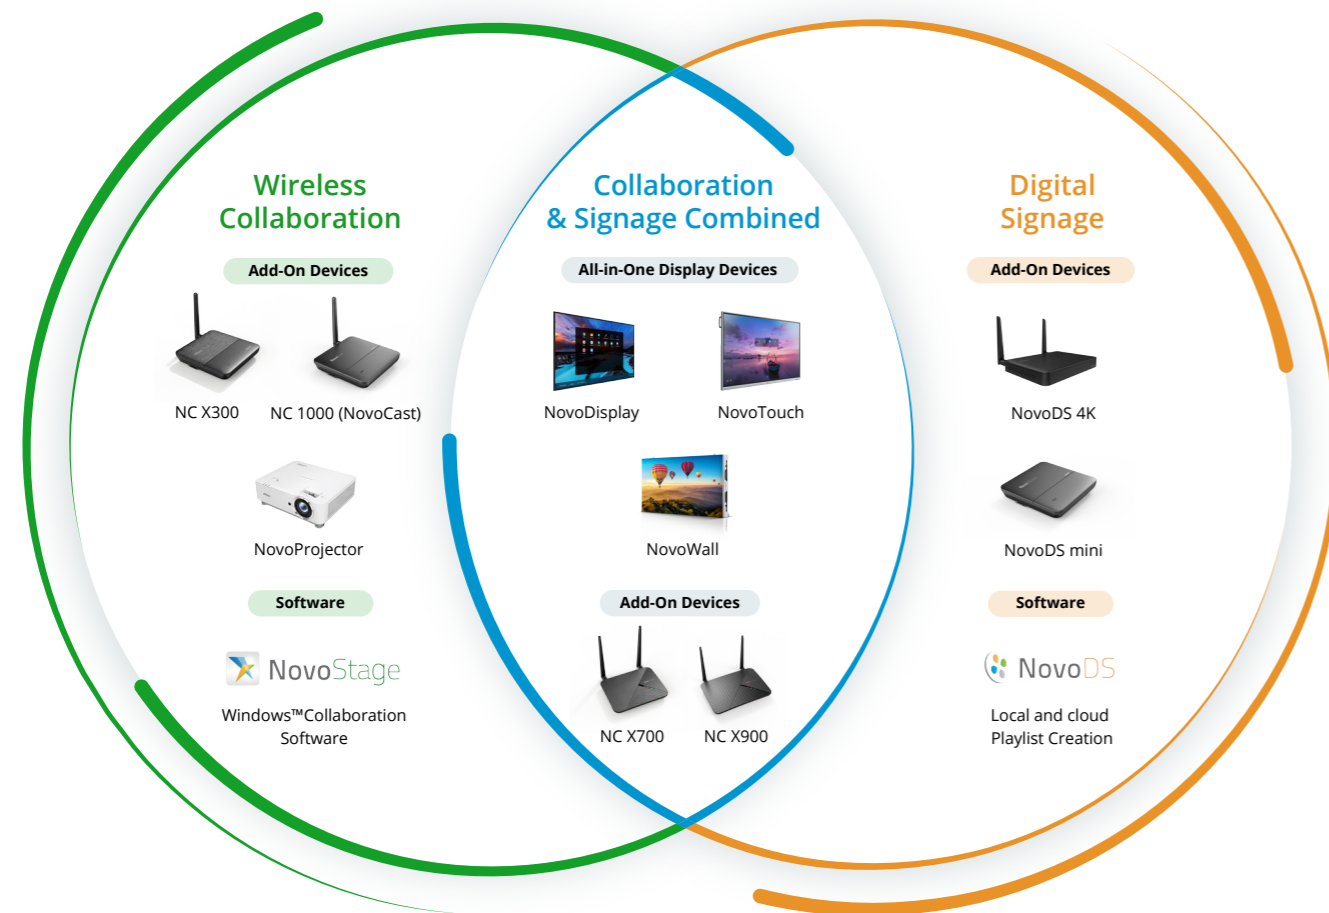 Wireless
Collaboration
Add-On Devices
NC X300
NC 1000 (NovoCast)
NovoProjector
Software
NovoStage
Windows™Collaboration
Software
Collaboration
& Signage Combined
All-in-One Display Devices
NovoDisplay
NovoTouch
NovoWall
Add-On Devices
NC X700
NC X900
Digital
Signage
Add-On Devices
NovoDS 4K
NovoDS mini
Software
NovoDS
Local and cloud
Playlist Creation